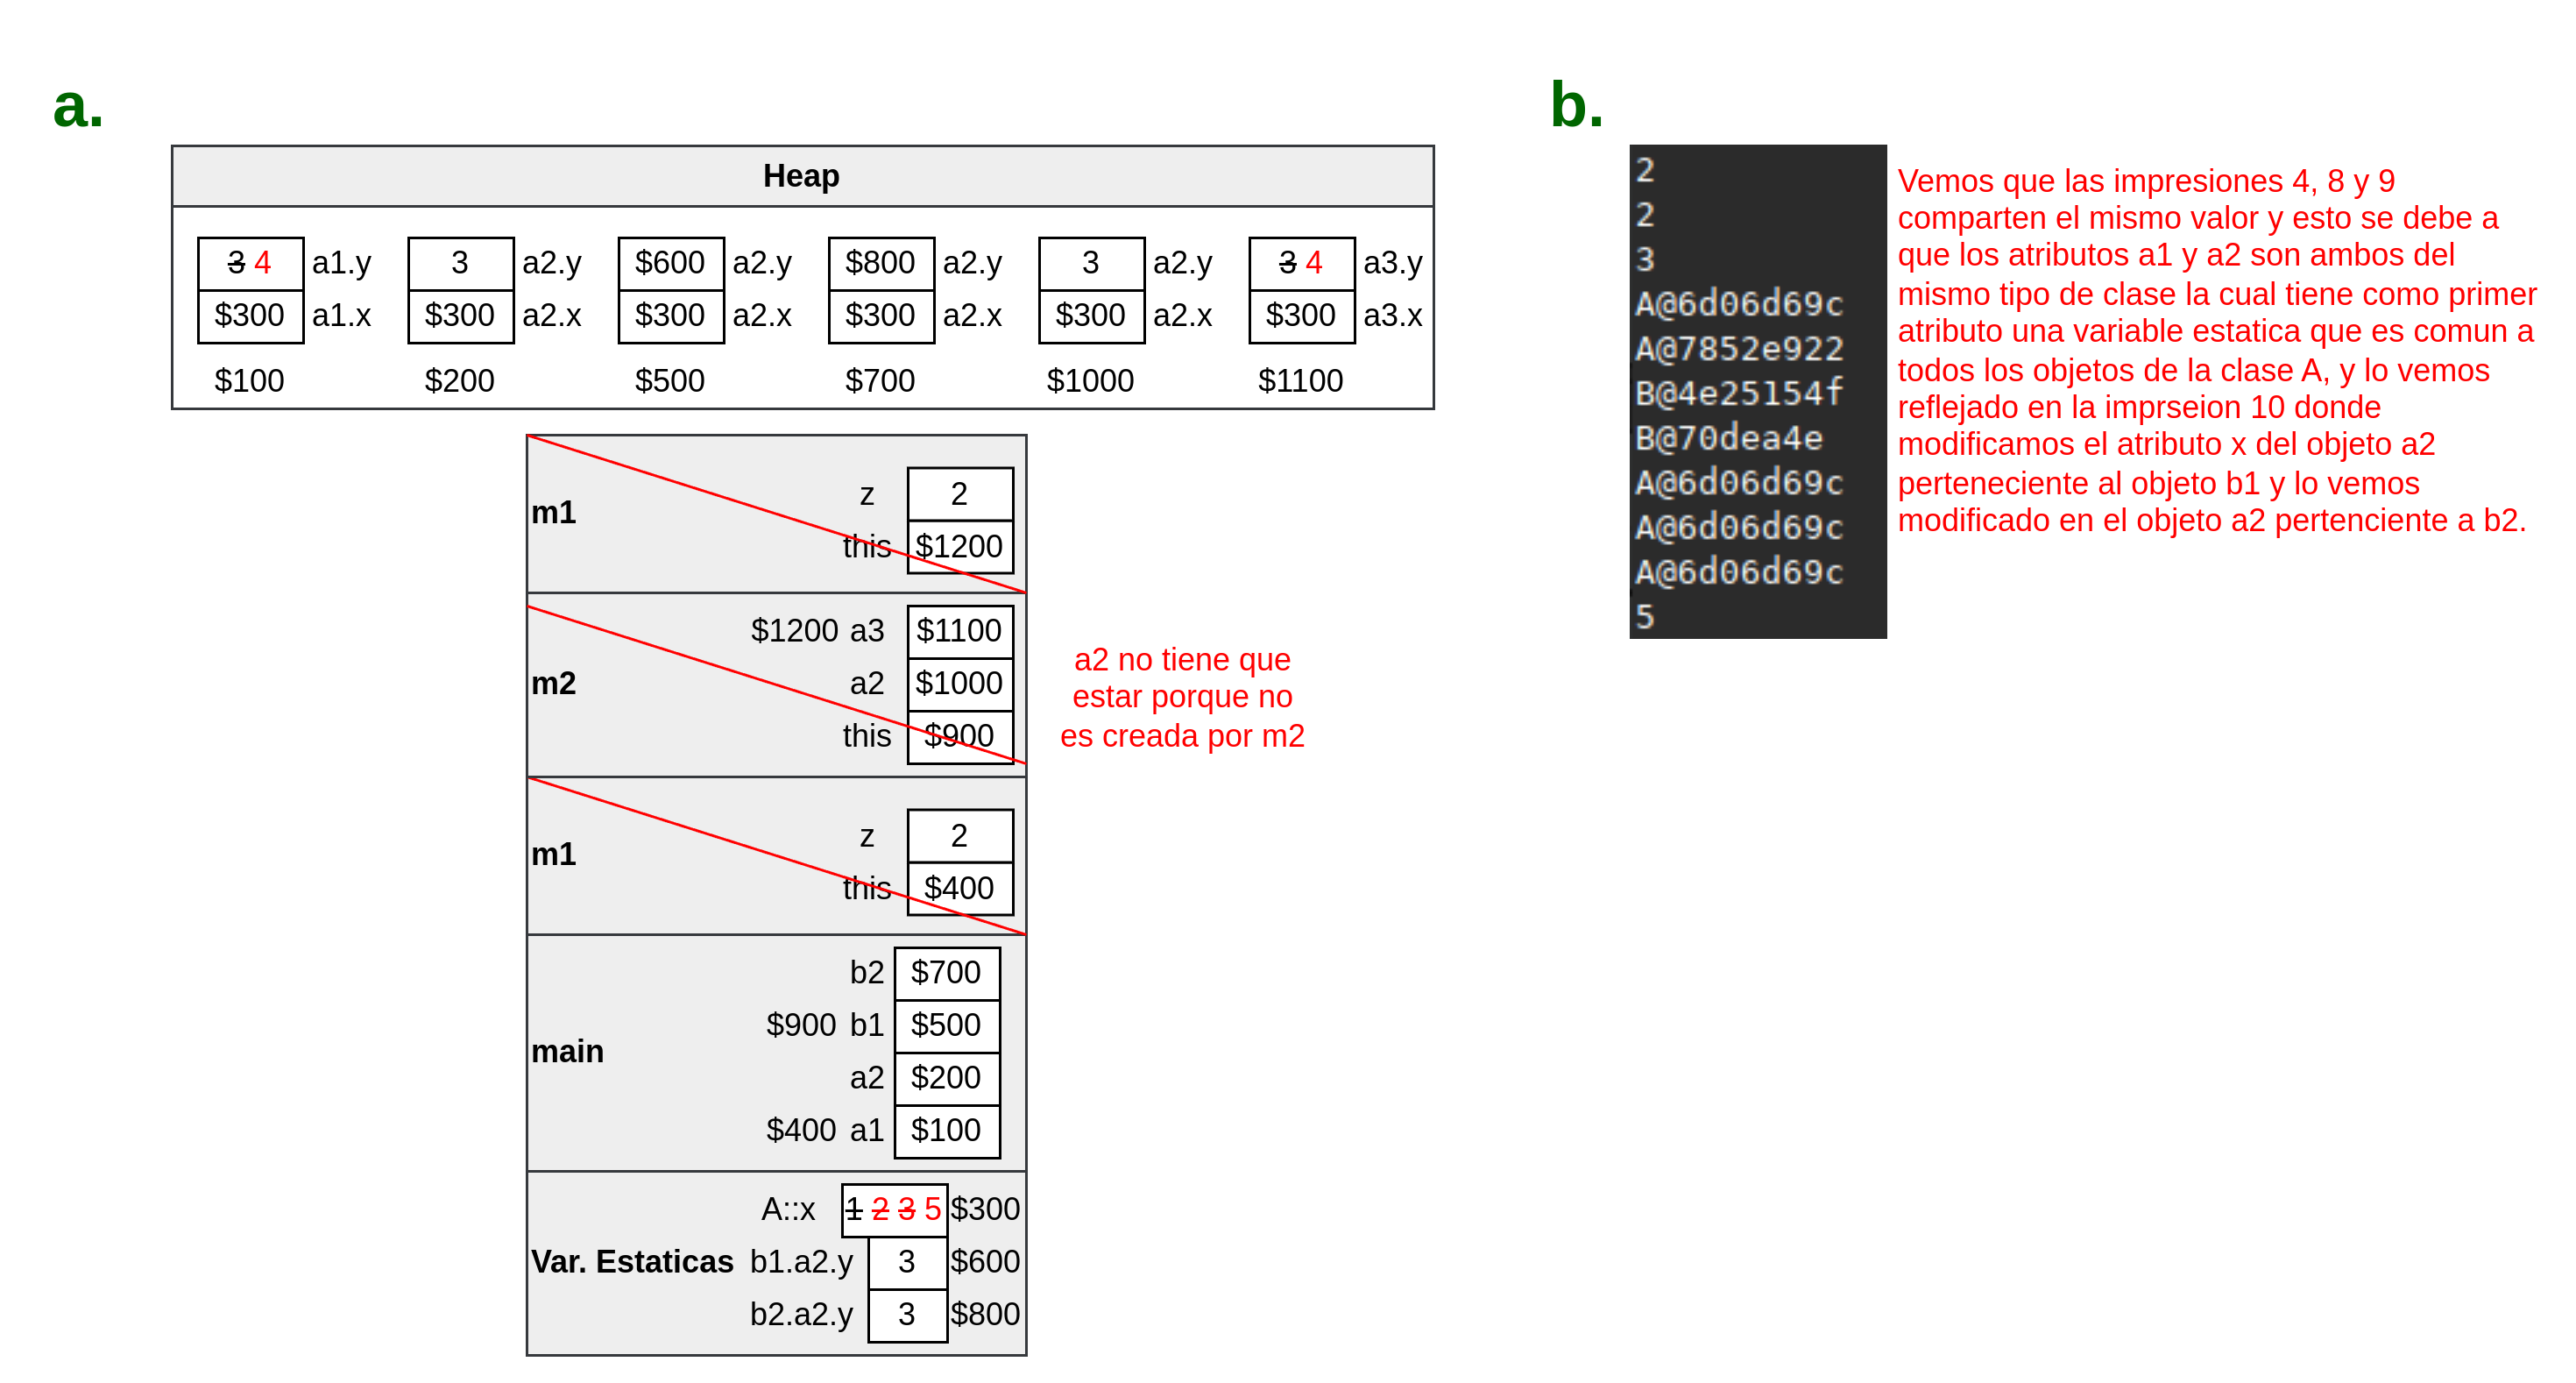 a.
Heap
3 4 a1.y 3 a2.y $600 a2.y $800 a2.y 3 a2.y 3 4 a3.y
$300 a1.x $300 a2.x $300 a2.x $300 a2.x $300 a2.x $300 a3.x
$100 $200 $500 $700 $1000 $1100
z 2
m1
this $1200
$1200 a3 $1100
m2 a2 $1000
this $900
a2 no tiene que
estar porque no
es creada por m2
z 2
m1
this $400
b2 $700
$900 b1 $500
main
a2 $200
$400 a1 $100
A::x 1 2 3 5 $300
Var. Estaticas b1.a2.y 3 $600
b2.a2.y 3 $800
b.
2
2
3
A@6d06d69c
A@7852e922
B@4e25154f
B@70dea4e
A@6d06d69c
A@6d06d69c
A@6d06d69c
5
Vemos que las impresiones 4, 8 y 9
comparten el mismo valor y esto se debe a
que los atributos a1 y a2 son ambos del
mismo tipo de clase la cual tiene como primer
atributo una variable estatica que es comun a
todos los objetos de la clase A, y lo vemos
reflejado en la imprseion 10 donde
modificamos el atributo x del objeto a2
perteneciente al objeto b1 y lo vemos
modificado en el objeto a2 pertenciente a b2.